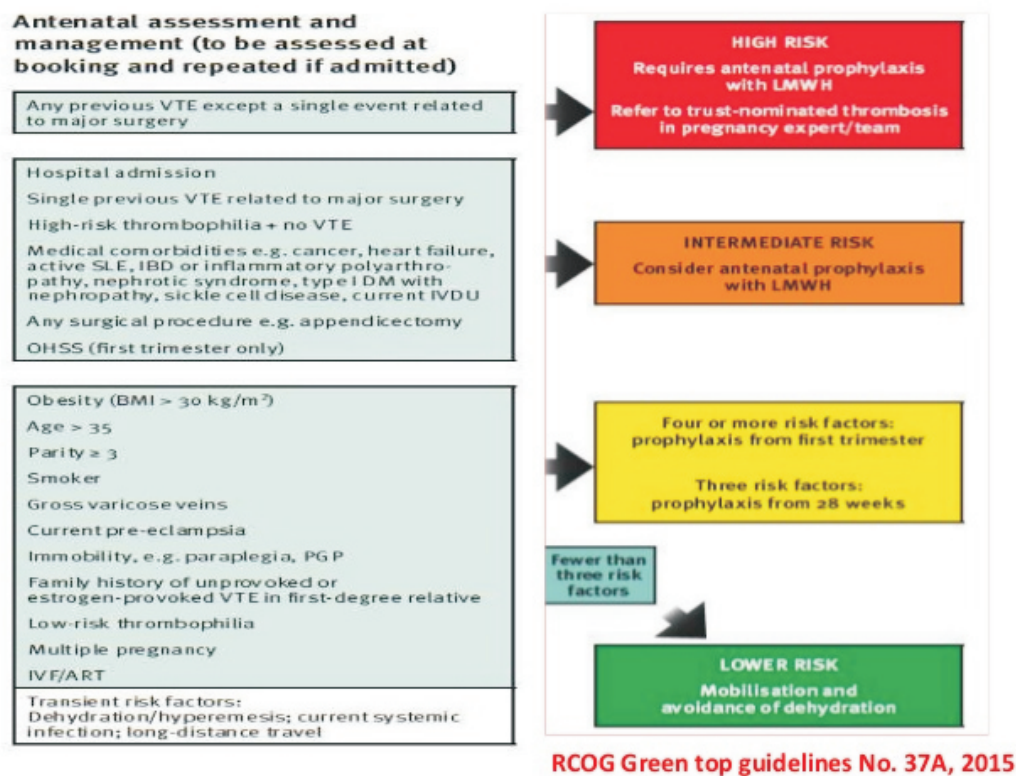 Antenatal assessment and
management (to be assessed at
booking and repeated if admitted)
Any previous VTE except a single event related
to major surgery
HIGH RISK
Requires antenatal prophylaxis
with LMWH
Refer to trust-nominated thrombosis
in pregnancy expert/team
Hospital admission
Single previous VTE related to major surgery
High-risk thrombophilia + no VTE
Medical comorbidities e.g. cancer, heart failure,
active SLE, IBD or inflammatory polyarthro-
pathy, nephrotic syndrome, type I DM with
nephropathy, sickle cell disease, current IVDU
Any surgical procedure e.g. appendicectomy
OHSS (first trimester only)
INTERMEDIATE RISK
Consider antenatal prophylaxis
with LMWH
Obesity (BMI > 30 kg/m²)
Age > 35
Parity ≥ 3
Smoker
Gross varicose veins
Current pre-eclampsia
Immobility, e.g. paraplegia, PGP
Family history of unprovoked or
estrogen-provoked VTE in first-degree relative
Low-risk thrombophilia
Multiple pregnancy
IVF/ART
Transient risk factors:
Dehydration/hyperemesis; current systemic
infection; long-distance travel
Four or more risk factors:
prophylaxis from first trimester
Three risk factors:
prophylaxis from 28 weeks
Fewer than
three risk
factors
LOWER RISK
Mobilisation and
avoidance of dehydration
RCOG Green top guidelines No. 37A, 2015